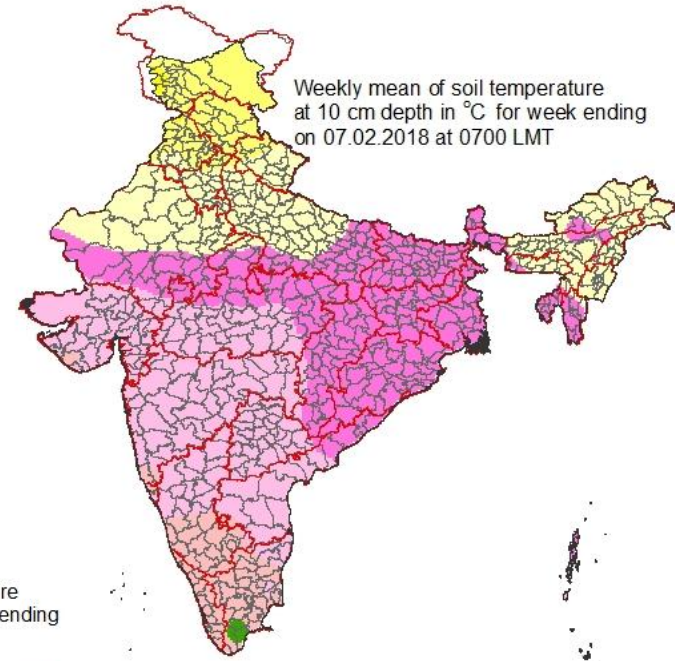 Weekly mean of soil temperature
at 10 cm depth in °C for week ending
on 07.02.2018 at 0700 LMT
re
ending